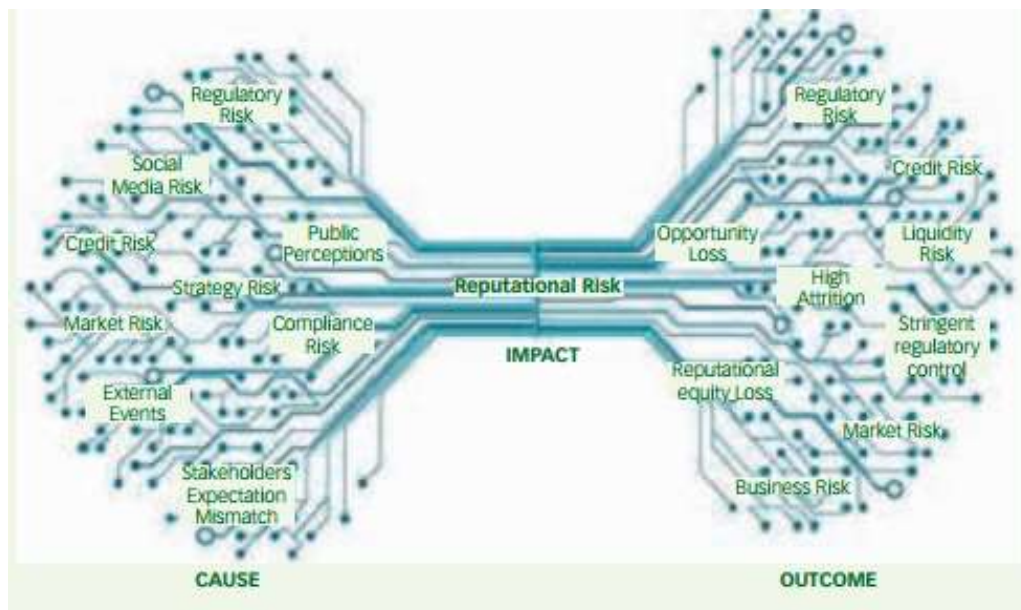 Regulatory
Risk
Social
Media Risk
Credit Risk
Public
Perceptions
Strategy Risk
Market Risk
Compliance
Risk
External
Events
Stakeholders
Expectation
Mismatch
CAUSE
Reputational Risk
IMPACT
Regulatory
Risk
Credit Risk
Opportunity
Loss
Liquidity
Risk
High
Attrition
Stringent
regulatory
control
Reputational
equity Loss
Market Risk
Business Risk
OUTCOME